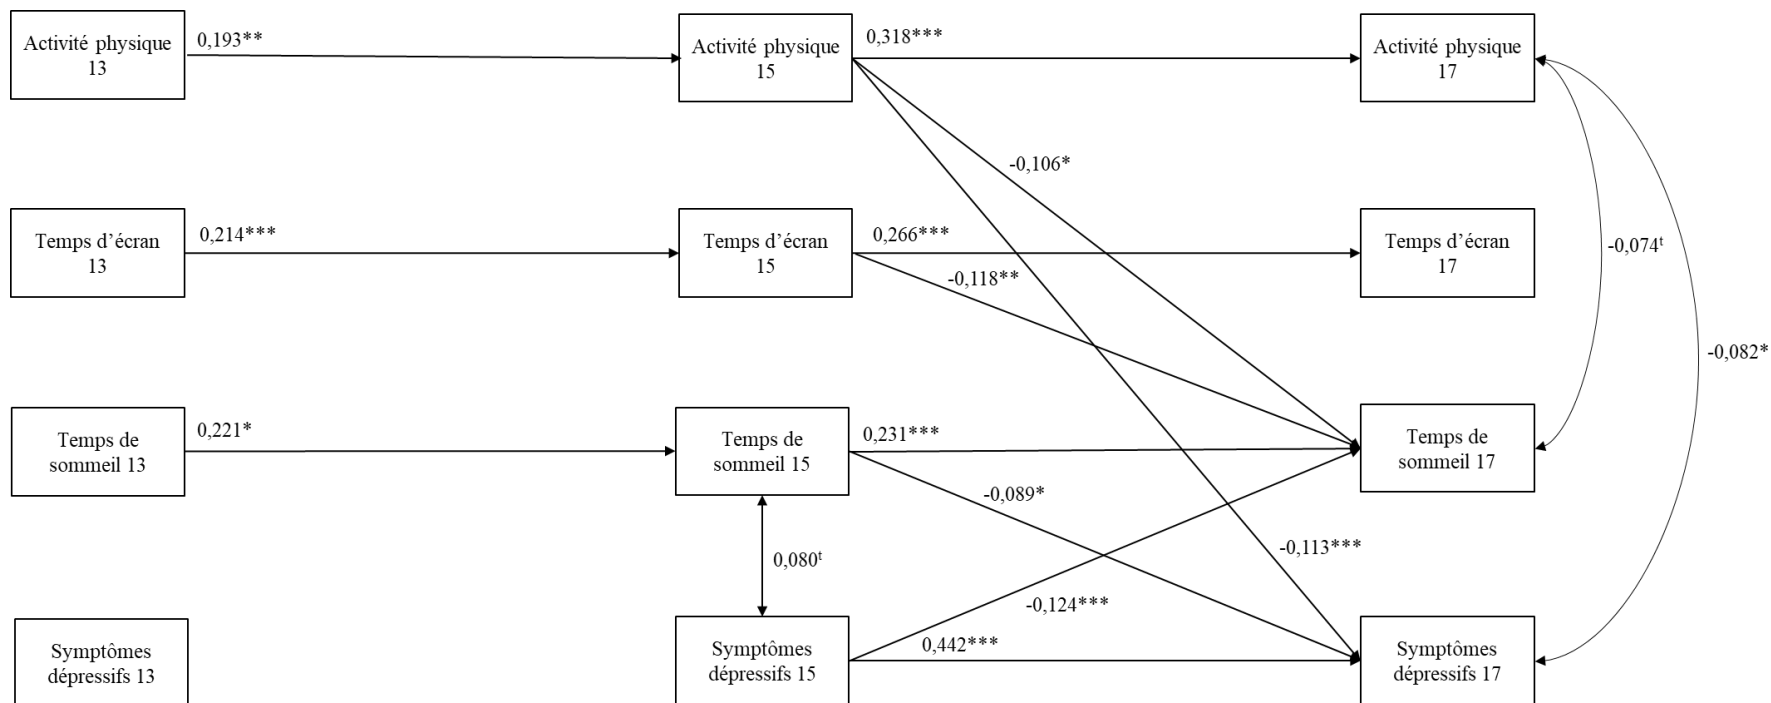 Activité physique
13
0,193**
Activité physique
15
0,318***
Activité physique
17
-0,106*
Temps d’écran
13
0,214***
Temps d’écran
15
0,266***
Temps d’écran
17
-0,074ᵗ
-0,118**
-0,082*
Temps de
sommeil 13
0,221*
Temps de
sommeil 15
0,231***
Temps de
sommeil 17
-0,089*
0,080ᵗ
-0,113***
-0,124***
Symptômes
dépressifs 13
Symptômes
dépressifs 15
0,442***
Symptômes
dépressifs 17